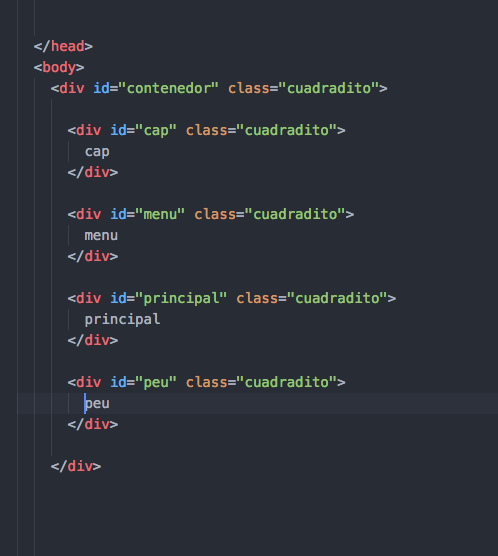 </head>
<body>
<div id="contenedor" class="cuadradito">
<div id="cap" class="cuadradito">
cap
</div>
<div id="menu" class="cuadradito">
menu
</div>
<div id="principal" class="cuadradito">
principal
</div>
<div id="peu" class="cuadradito">
peu
</div>
</div>